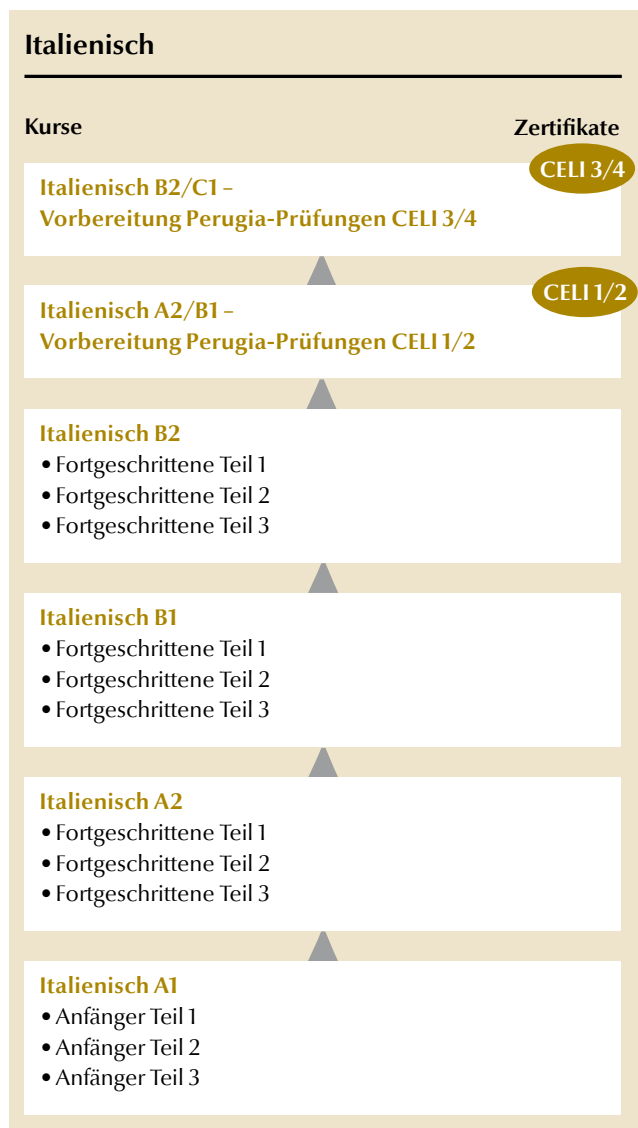 Italienisch
Kurse
Zertifikate
CELI 3/4
Italienisch B2/C1 –
Vorbereitung Perugia-Prüfungen CELI 3/4
CELI 1/2
Italienisch A2/B1 –
Vorbereitung Perugia-Prüfungen CELI 1/2
Italienisch B2
• Fortgeschrittene Teil 1
• Fortgeschrittene Teil 2
• Fortgeschrittene Teil 3
Italienisch B1
• Fortgeschrittene Teil 1
• Fortgeschrittene Teil 2
• Fortgeschrittene Teil 3
Italienisch A2
• Fortgeschrittene Teil 1
• Fortgeschrittene Teil 2
• Fortgeschrittene Teil 3
Italienisch A1
• Anfänger Teil 1
• Anfänger Teil 2
• Anfänger Teil 3